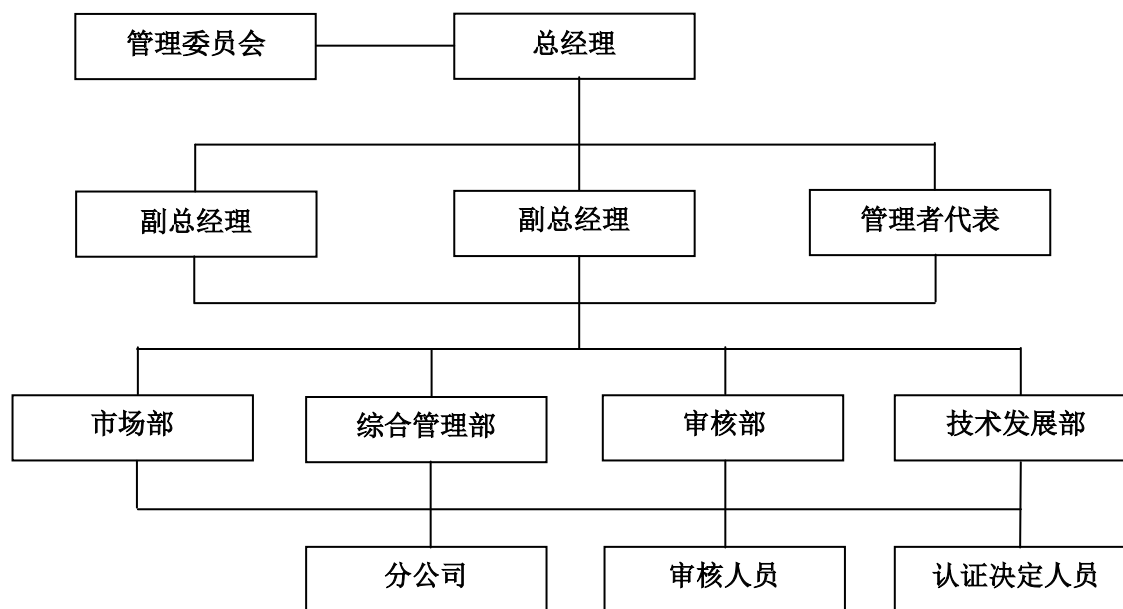 管理委员会
总经理
副总经理
副总经理
管理者代表
市场部
综合管理部
审核部
技术发展部
分公司
审核人员
认证决定人员